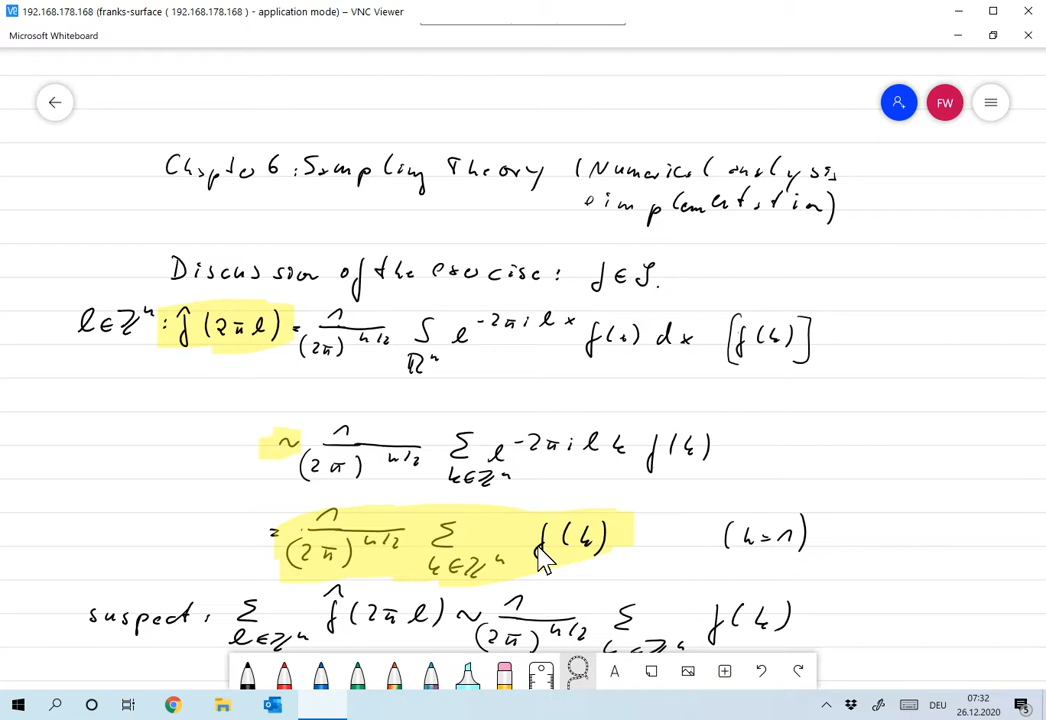 192.168.178.168 (franks-surface ( 192.168.178.168 ) - application mode) – VNC Viewer
Microsoft Whiteboard
FW
Chapter 6: Sampling Theory (Numerical analysis
& implementation)
Discussion of the exercise: f ∈ S.
l ∈ ℤⁿ : f̂(2πl) = 1/(2π)^{n/2} ∫_{ℝⁿ} e^{-2πilx} f(x) dx [f(k)]
~ 1/(2π)^{n/2} Σ_{k∈ℤⁿ} e^{-2πilk} f(k)
= 1/(2π)^{n/2} Σ_{k∈ℤⁿ} f(k) (h=1)
suspect: Σ_{l∈ℤⁿ} f̂(2πl) ~ 1/(2π)^{n/2} Σ_{k∈ℤⁿ} f(k)
A
DEU
07:32
26.12.2020
5